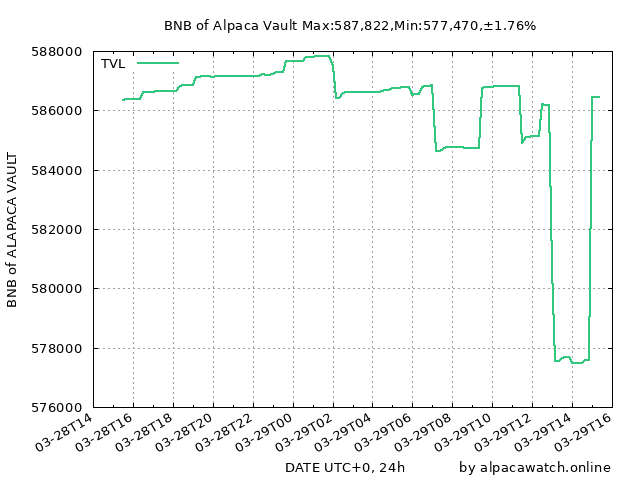 BNB of Alpaca Vault Max:587,822,Min:577,470,±1.76%
TVL
588000
586000
584000
582000
580000
578000
576000
BNB of ALAPACA VAULT
03-28T14
03-28T16
03-28T18
03-28T20
03-28T22
03-29T00
03-29T02
03-29T04
03-29T06
03-29T08
03-29T10
03-29T12
03-29T14
03-29T16
DATE UTC+0, 24h
by alpacawatch.online